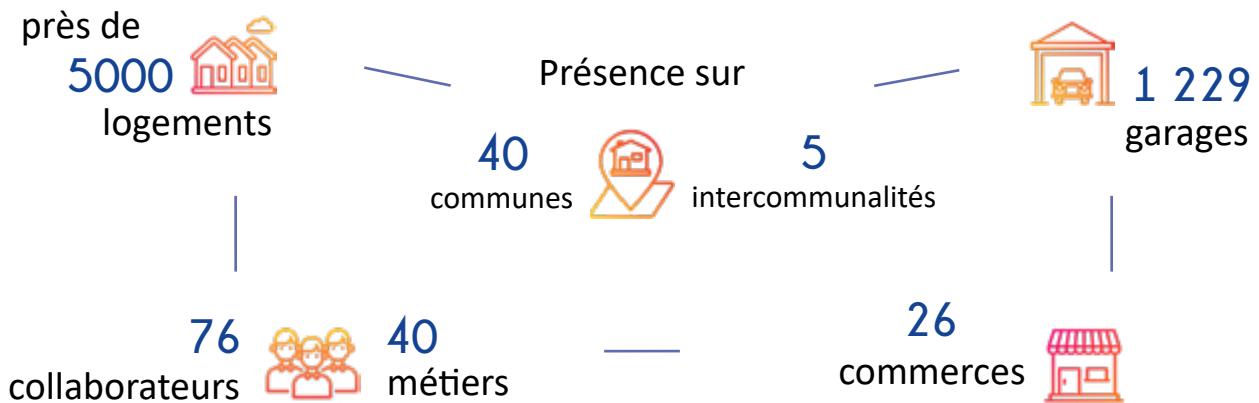 près de
5000
logements
Présence sur
40
communes
5
intercommunalités
1 229
garages
76
collaborateurs
40
métiers
26
commerces